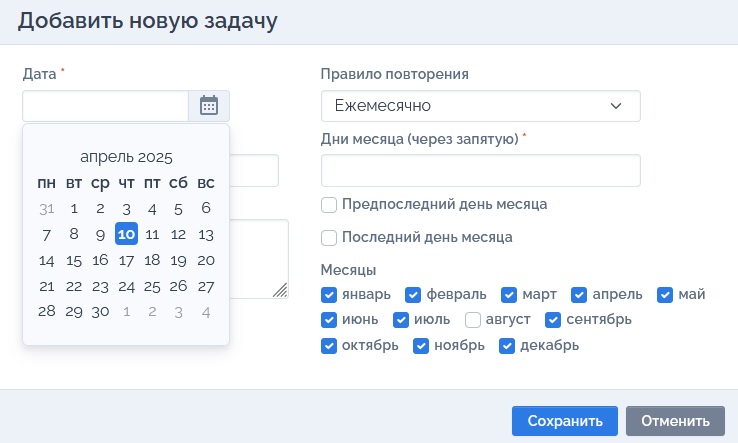 Добавить новую задачу
Дата *
Правило повторения
Ежемесячно
Дни месяца (через запятую) *
Предпоследний день месяца
Последний день месяца
Месяцы
январь февраль март апрель май
июнь июль август сентябрь
октябрь ноябрь декабрь
апрель 2025
пн вт ср чт пт сб вс
31 1 2 3 4 5 6
7 8 9 10 11 12 13
14 15 16 17 18 19 20
21 22 23 24 25 26 27
28 29 30 1 2 3 4
Сохранить Отменить